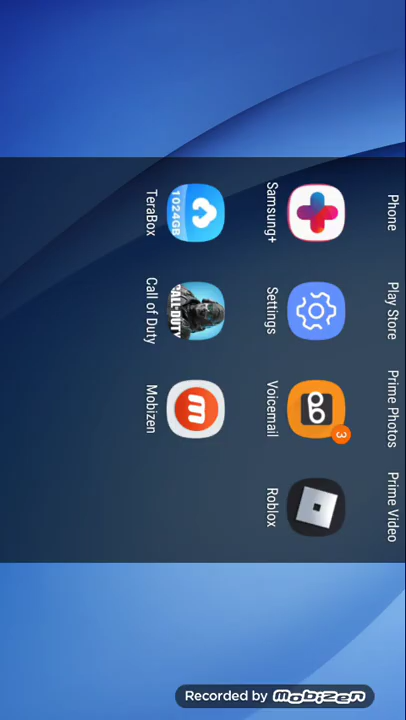 Phone
Play Store
Prime Photos
Prime Video
Samsung+
Settings
3
Voicemail
Roblox
1024GB
TeraBox
CALL OF DUTY
Call of Duty
m
Mobizen
Recorded by mobizen